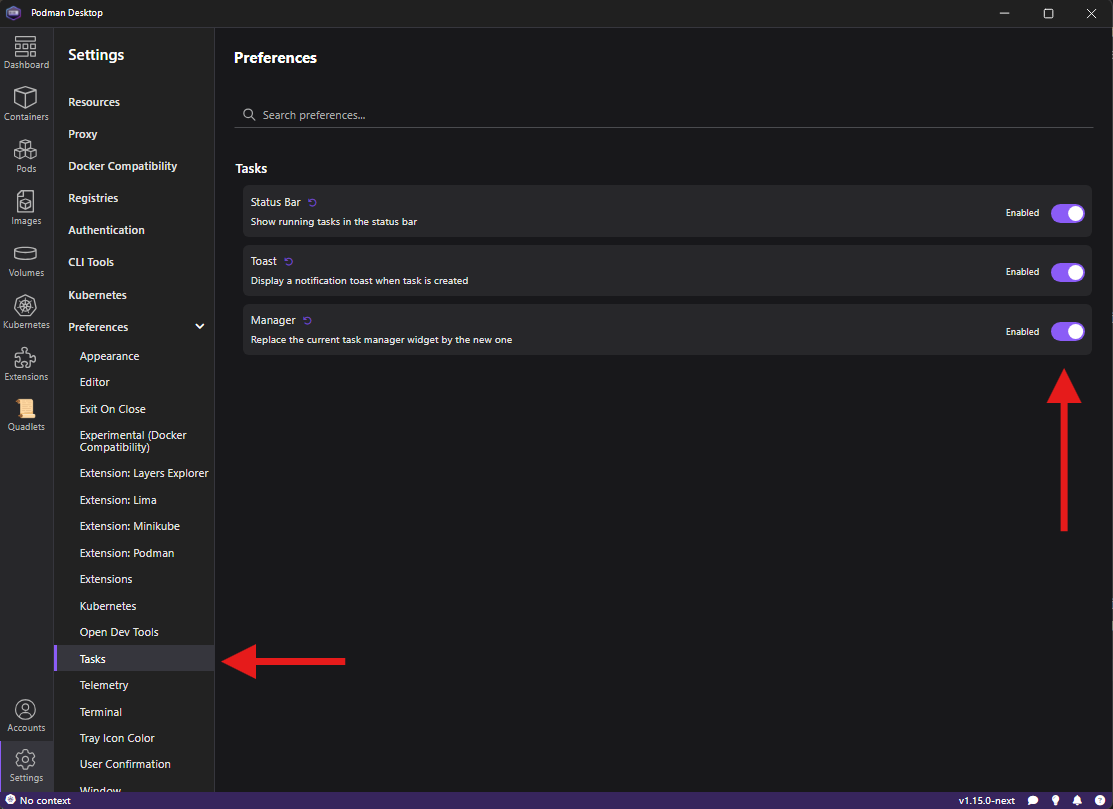 Podman Desktop
Dashboard
Containers
Pods
Images
Volumes
Kubernetes
Extensions
Quadlets
Accounts
Settings
Settings
Resources
Proxy
Docker Compatibility
Registries
Authentication
CLI Tools
Kubernetes
Preferences
Appearance
Editor
Exit On Close
Experimental (Docker
Compatibility)
Extension: Layers Explorer
Extension: Lima
Extension: Minikube
Extension: Podman
Extensions
Kubernetes
Open Dev Tools
Tasks
Telemetry
Terminal
Tray Icon Color
User Confirmation
Window
Preferences
Search preferences...
Tasks
Status Bar
Show running tasks in the status bar
Enabled
Toast
Display a notification toast when task is created
Enabled
Manager
Replace the current task manager widget by the new one
Enabled
No context
v1.15.0-next